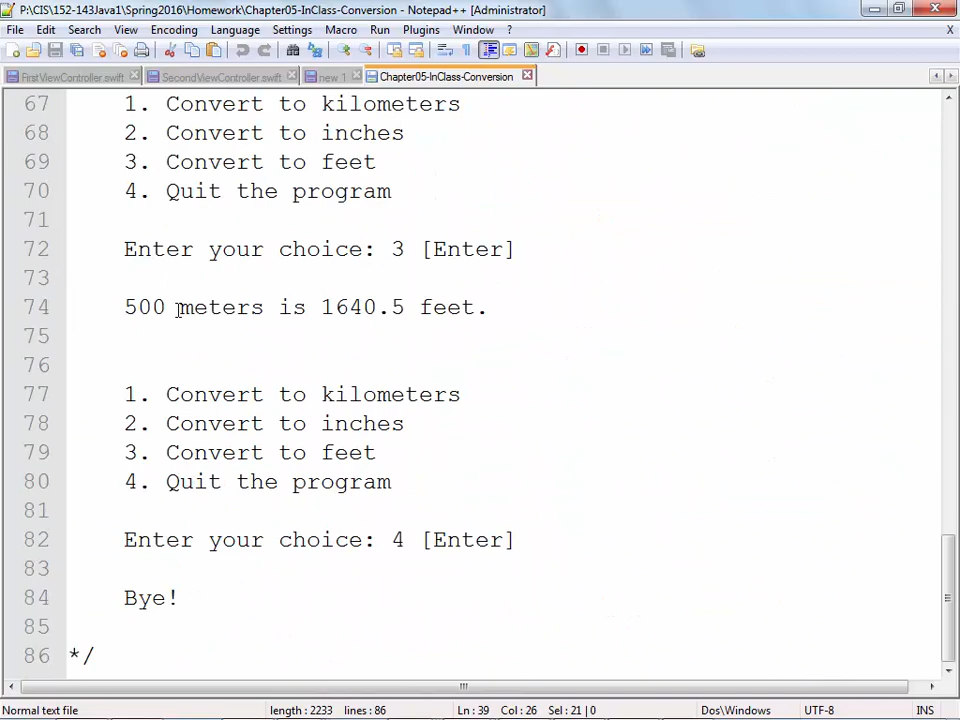 P:\CIS\152-143Java1\Spring2016\Homework\Chapter05-InClass-Conversion - Notepad++ [Administrator]
File Edit Search View Encoding Language Settings Macro Run Plugins Window ? X
FirstViewController.swift SecondViewController.swift new 1 Chapter05-InClass-Conversion
67 1. Convert to kilometers
68 2. Convert to inches
69 3. Convert to feet
70 4. Quit the program
71
72 Enter your choice: 3 [Enter]
73
74 500 meters is 1640.5 feet.
75
76
77 1. Convert to kilometers
78 2. Convert to inches
79 3. Convert to feet
80 4. Quit the program
81
82 Enter your choice: 4 [Enter]
83
84 Bye!
85
86 */
Normal text file length : 2233 lines : 86 Ln : 39 Col : 26 Sel : 21 | 0 Dos\Windows UTF-8 INS